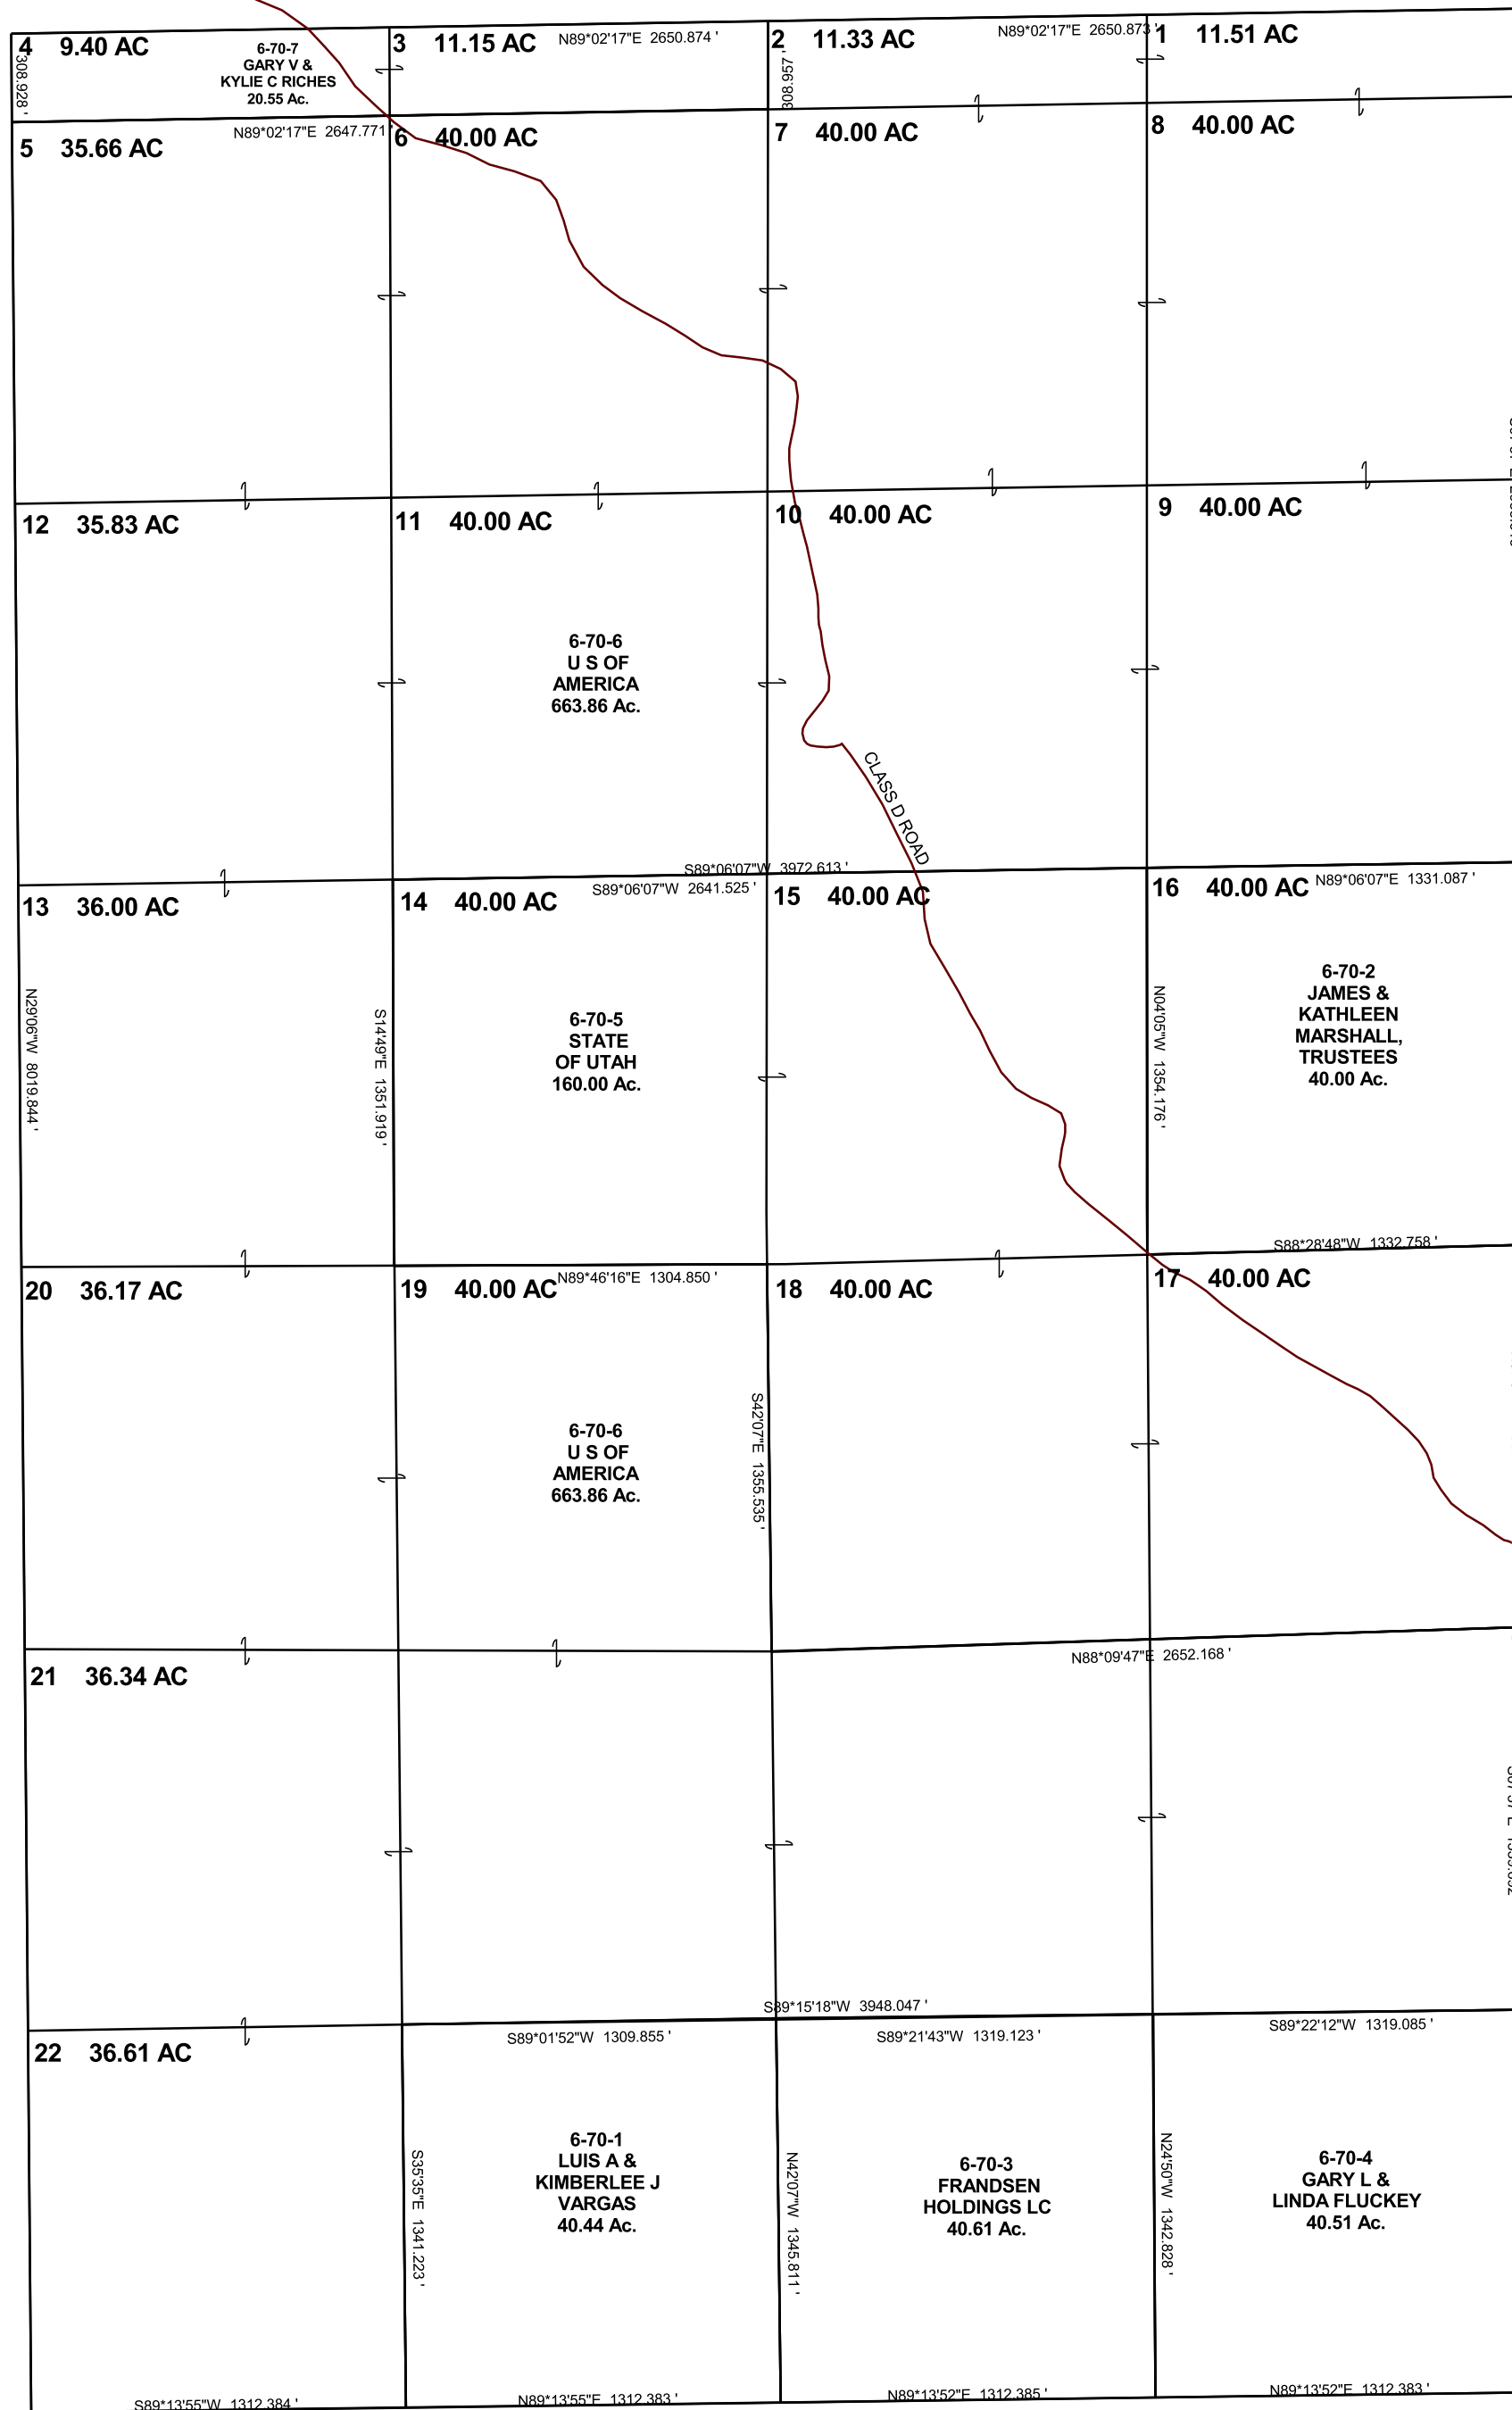 4 9.40 AC
6-70-7
GARY V &
KYLIE C RICHES
20.55 Ac.
3 11.15 AC
N89*02'17"E 2650.874 '
2 11.33 AC
N89*02'17"E 2650.873 '
1 11.51 AC
308.928 '
308.957 '
5 35.66 AC
N89*02'17"E 2647.771 '
6 40.00 AC
7 40.00 AC
8 40.00 AC
12 35.83 AC
11 40.00 AC
10 40.00 AC
9 40.00 AC
6-70-6
U S OF
AMERICA
663.86 Ac.
CLASS D ROAD
S89*06'07"W 3972.613 '
13 36.00 AC
14 40.00 AC
S89*06'07"W 2641.525 '
15 40.00 AC
16 40.00 AC
N89*06'07"E 1331.087 '
N29'06"W 8019.844 '
S14'49"E 1351.919 '
6-70-5
STATE
OF UTAH
160.00 Ac.
N04'05"W 1354.176 '
6-70-2
JAMES &
KATHLEEN
MARSHALL,
TRUSTEES
40.00 Ac.
S88*28'48"W 1332.758 '
20 36.17 AC
19 40.00 AC
N89*46'16"E 1304.850 '
18 40.00 AC
17 40.00 AC
6-70-6
U S OF
AMERICA
663.86 Ac.
S42'07"E 1355.535 '
21 36.34 AC
N88*09'47"E 2652.168 '
S89*15'18"W 3948.047 '
22 36.61 AC
S89*01'52"W 1309.855 '
S89*21'43"W 1319.123 '
S89*22'12"W 1319.085 '
S35'35"E 1341.223 '
6-70-1
LUIS A &
KIMBERLEE J
VARGAS
40.44 Ac.
N42'07"W 1345.811 '
6-70-3
FRANDSEN
HOLDINGS LC
40.61 Ac.
N24'50"W 1342.828 '
6-70-4
GARY L &
LINDA FLUCKEY
40.51 Ac.
S89*13'55"W 1312.384 '
N89*13'55"E 1312.383 '
N89*13'52"E 1312.385 '
N89*13'52"E 1312.383 '